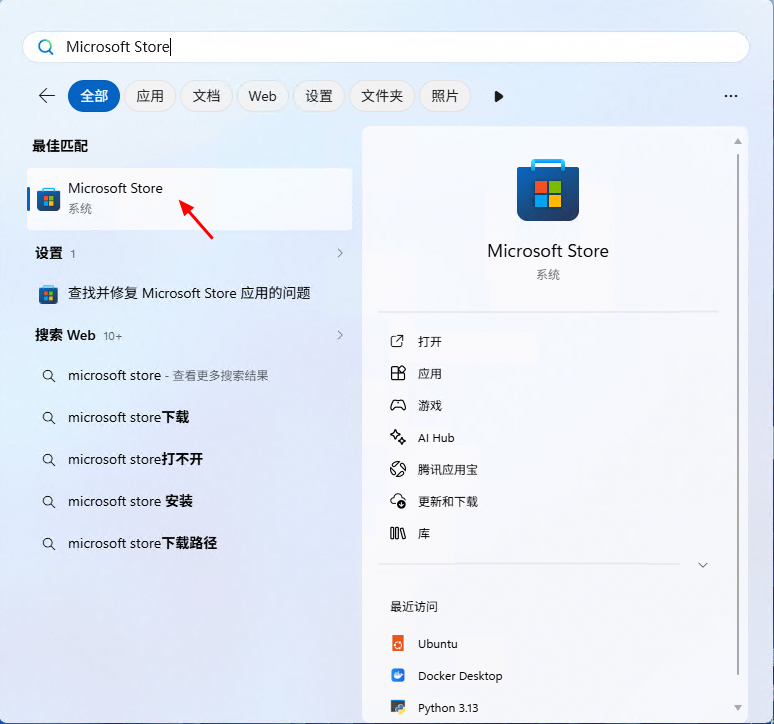 Microsoft Store
全部 应用 文档 Web 设置 文件夹 照片
最佳匹配
Microsoft Store
系统
设置 1
查找并修复 Microsoft Store 应用的问题
搜索 Web 10+
microsoft store - 查看更多搜索结果
microsoft store下载
microsoft store打不开
microsoft store 安装
microsoft store下载路径
Microsoft Store
系统
打开
应用
游戏
AI Hub
腾讯应用宝
更新和下载
库
最近访问
Ubuntu
Docker Desktop
Python 3.13